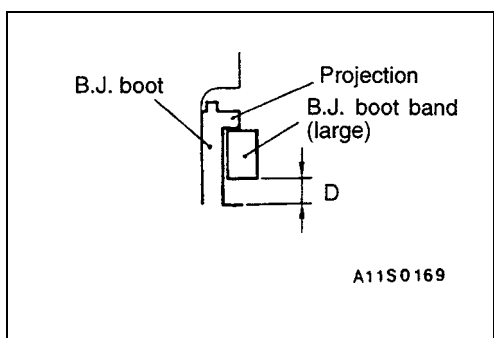 B.J. boot
Projection
B.J. boot band
(large)
D
A11S0169